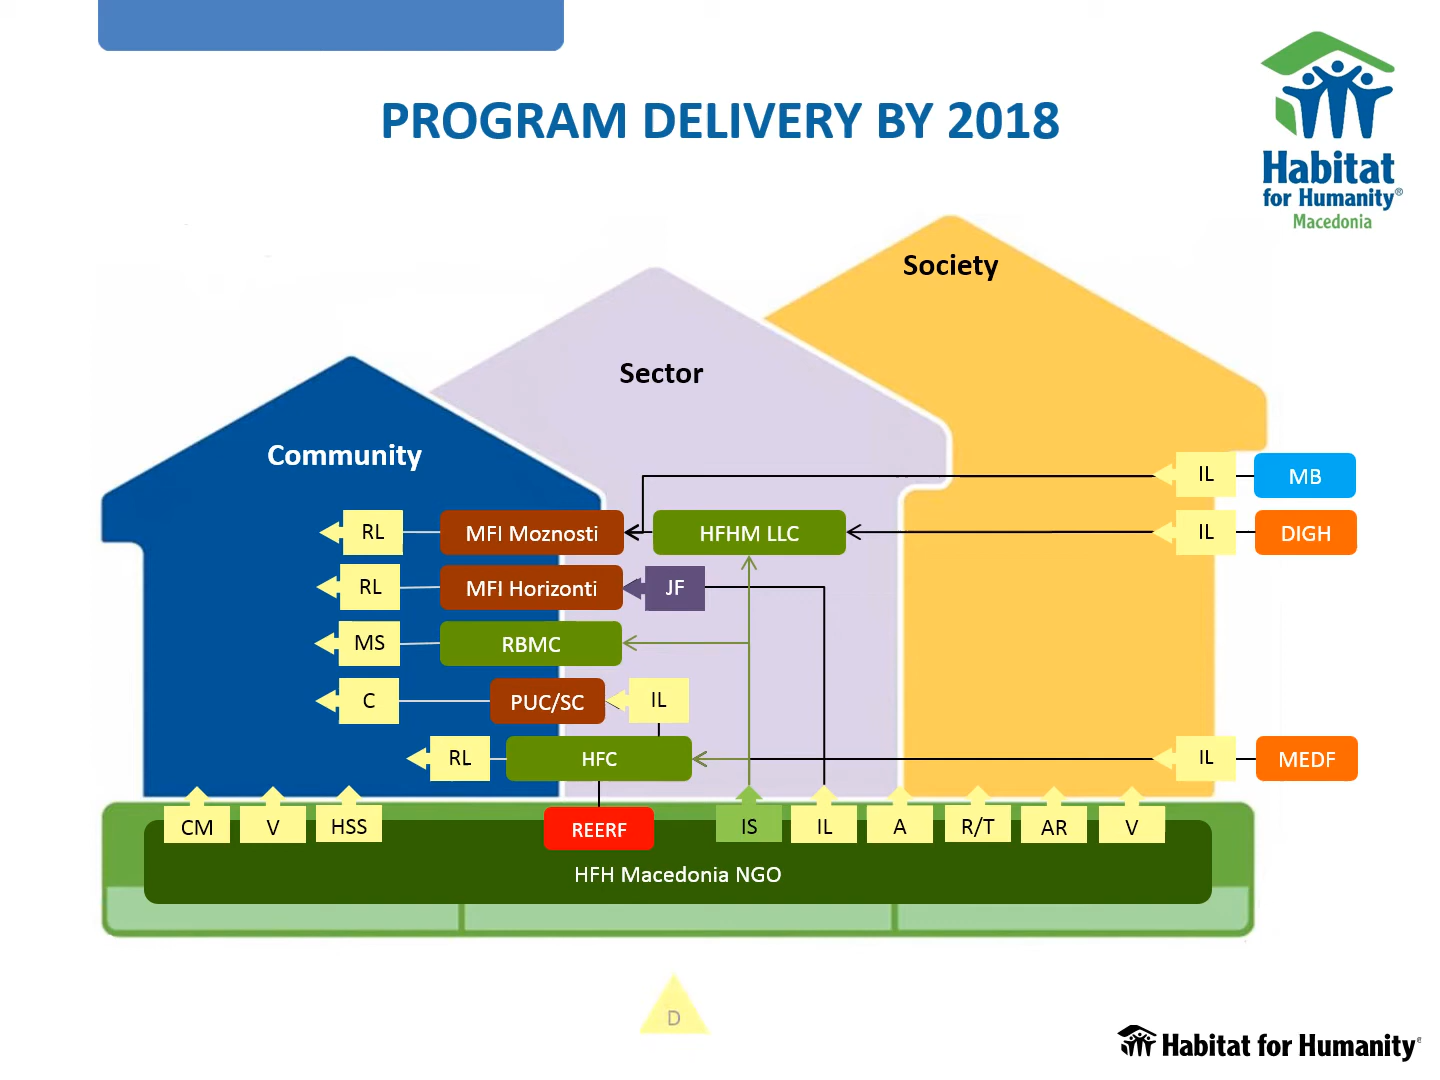 PROGRAM DELIVERY BY 2018
Habitat
for Humanity®
Macedonia
Society
Sector
Community
IL
MB
RL
MFI Moznosti
HFHM LLC
IL
DIGH
RL
MFI Horizonti
JF
MS
RBMC
C
PUC/SC
IL
RL
HFC
IL
MEDF
CM
V
HSS
REERF
IS
IL
A
R/T
AR
V
HFH Macedonia NGO
D
Habitat for Humanity®